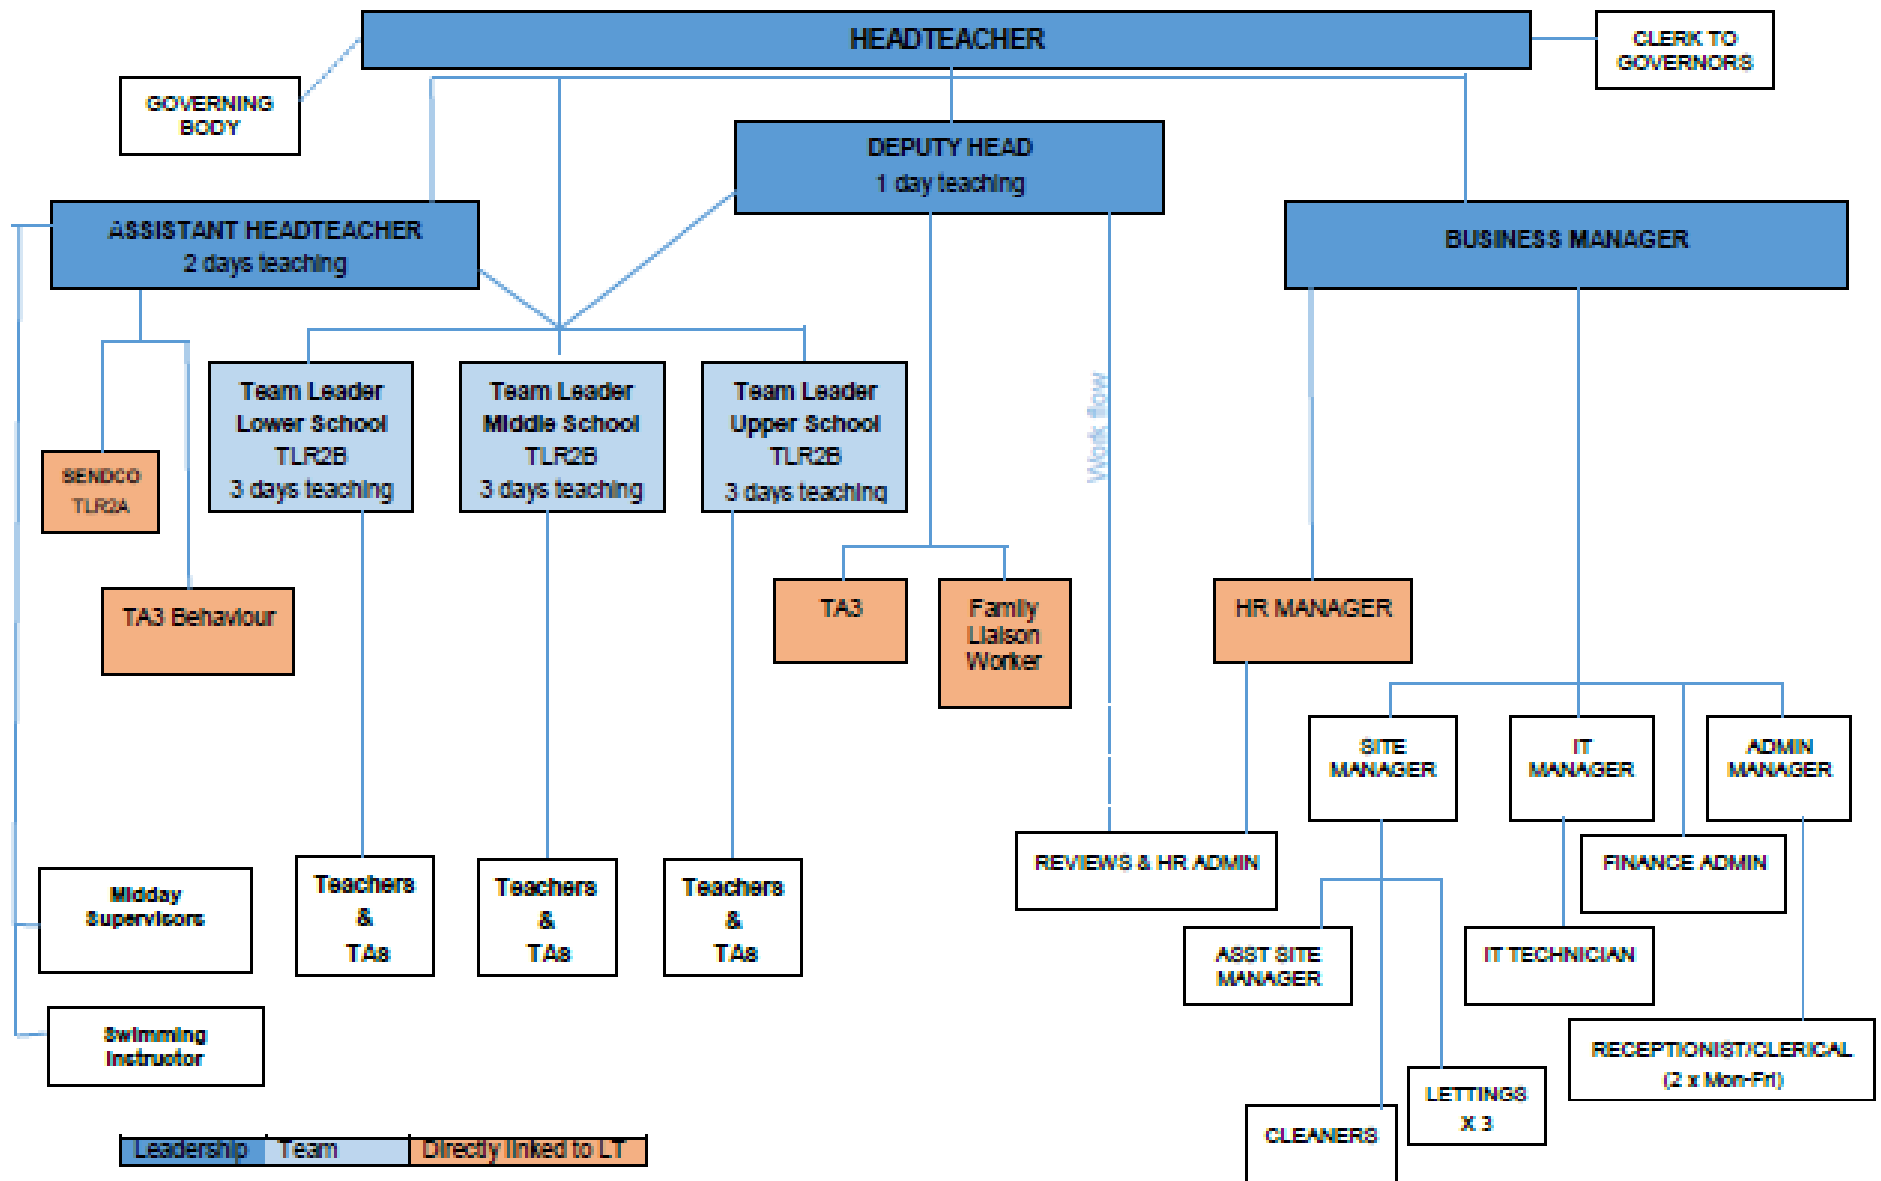 HEADTEACHER
CLERK TO
GOVERNORS
GOVERNING
BODY
DEPUTY HEAD
1 day teaching
ASSISTANT HEADTEACHER
2 days teaching
BUSINESS MANAGER
Team Leader
Lower School
TLR2B
3 days teaching
Team Leader
Middle School
TLR2B
3 days teaching
Team Leader
Upper School
TLR2B
3 days teaching
Work flow
SENDCO
TLR2A
TA3 Behaviour
TA3
Family
Liaison
Worker
HR MANAGER
SITE
MANAGER
IT
MANAGER
ADMIN
MANAGER
REVIEWS & HR ADMIN
FINANCE ADMIN
Midday
Supervisors
Teachers
&
TAs
Teachers
&
TAs
Teachers
&
TAs
ASST SITE
MANAGER
IT TECHNICIAN
Swimming
Instructor
RECEPTIONIST/CLERICAL
(2 x Mon-Fri)
LETTINGS
X 3
CLEANERS
Leadership Team Directly linked to LT